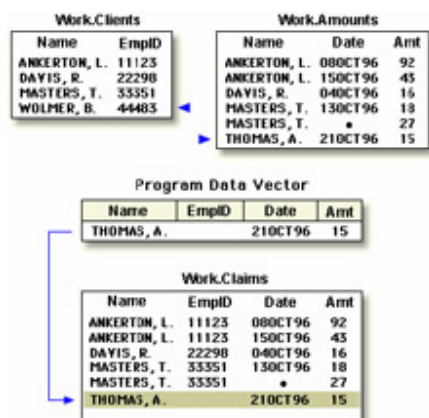 Work.Clients
Name EmpID
ANKERTON, L. 11123
DAVIS, R. 22298
MASTERS, T. 33351
WOLMER, B. 44483
Work.Amounts
Name Date Amt
ANKERTON, L. 08OCT96 92
ANKERTON, L. 15OCT96 43
DAVIS, R. 04OCT96 16
MASTERS, T. 13OCT96 18
MASTERS, T. • 27
THOMAS, A. 21OCT96 15
Program Data Vector
Name EmpID Date Amt
THOMAS, A. 21OCT96 15
Work.Claims
Name EmpID Date Amt
ANKERTON, L. 11123 08OCT96 92
ANKERTON, L. 11123 15OCT96 43
DAVIS, R. 22298 04OCT96 16
MASTERS, T. 33351 13OCT96 18
MASTERS, T. 33351 • 27
THOMAS, A. 21OCT96 15